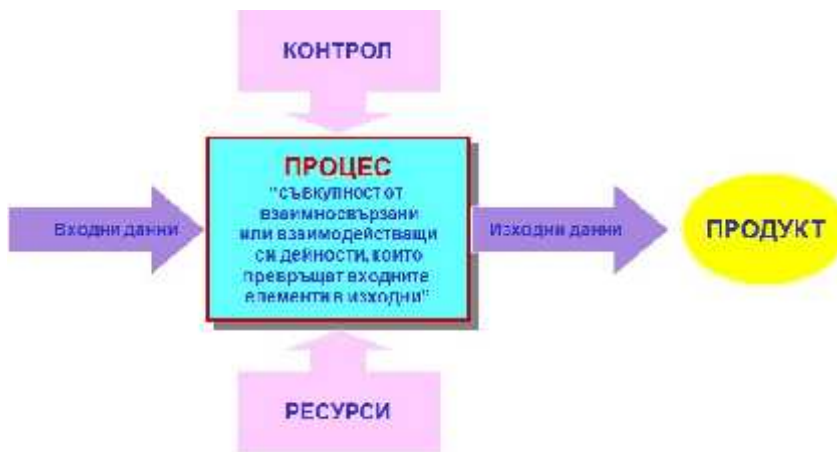 КОНТРОЛ
ПРОЦЕС
"съвкупност от
взаимносвързани
или взаимодействащи
си дейности, които
превръщат входните
елементи в изходни"
Входни данни
Изходни данни
ПРОДУКТ
РЕСУРСИ